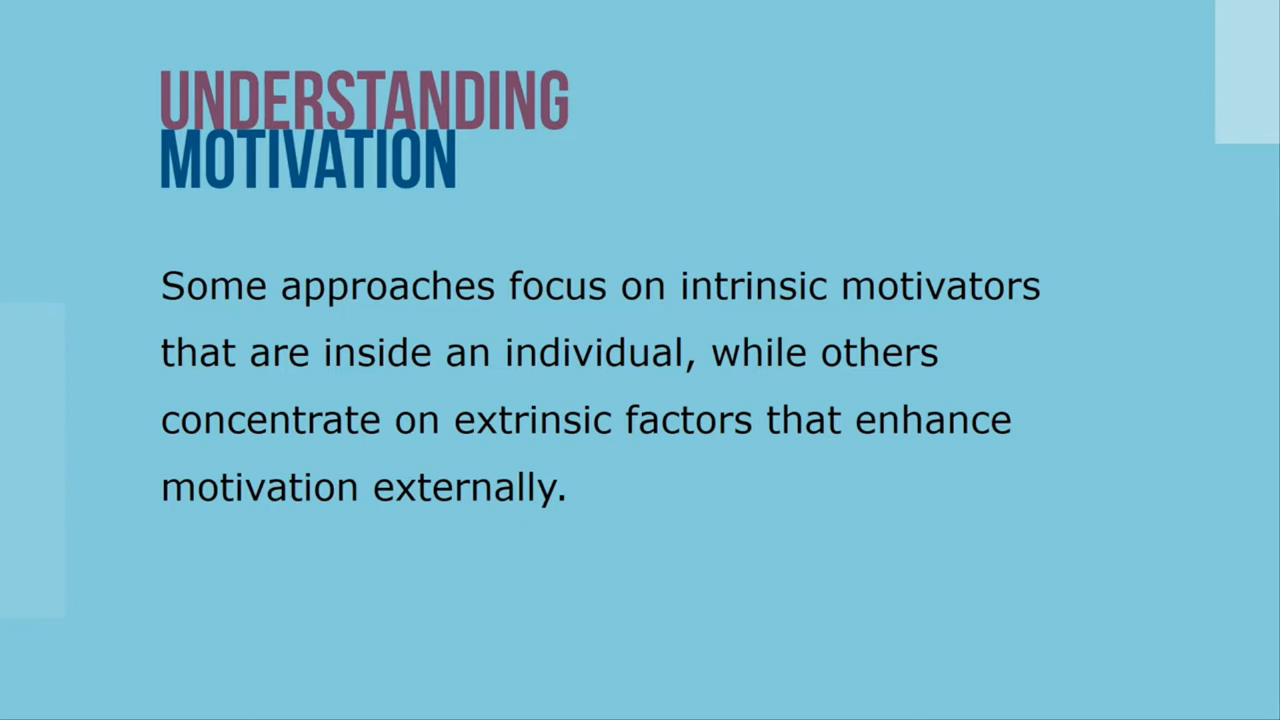 UNDERSTANDING
MOTIVATION
Some approaches focus on intrinsic motivators
that are inside an individual, while others
concentrate on extrinsic factors that enhance
motivation externally.